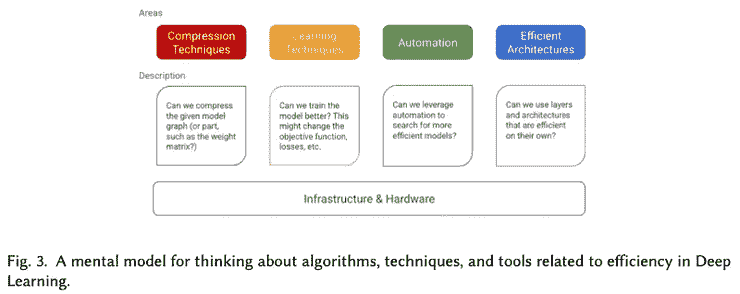 Areas
Compression
Techniques
Learning
Techniques
Automation
Efficient
Architectures
Description
Can we compress
the given model
graph (or part,
such as the weight
matrix?)
Can we train the
model better? This
might change the
objective function,
losses, etc.
Can we leverage
automation to
search for more
efficient models?
Can we use layers
and architectures
that are efficient
on their own?
Infrastructure & Hardware
Fig. 3. A mental model for thinking about algorithms, techniques, and tools related to efficiency in Deep
Learning.